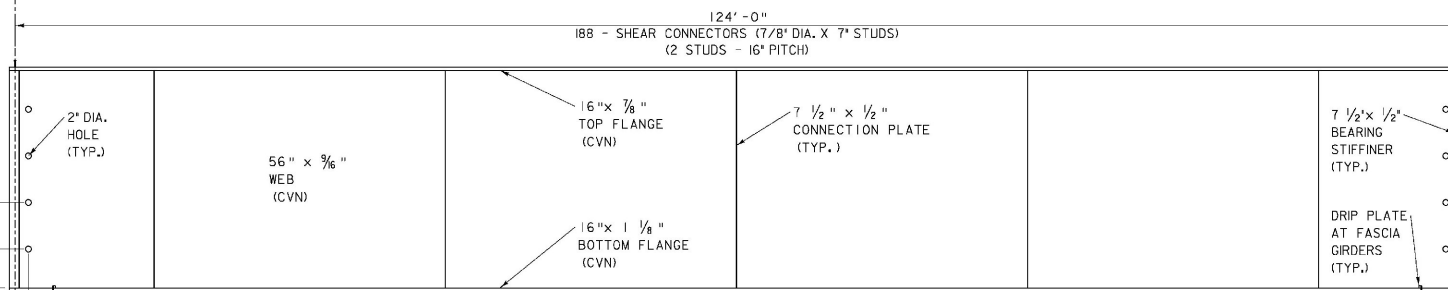 124'-0"
188 - SHEAR CONNECTORS (7/8" DIA. X 7" STUDS)
(2 STUDS - 16" PITCH)
2" DIA.
HOLE
(TYP.)
56" x 9/16"
WEB
(CVN)
16"x 7/8"
TOP FLANGE
(CVN)
16"x 1 1/8"
BOTTOM FLANGE
(CVN)
7 1/2" x 1/2"
CONNECTION PLATE
(TYP.)
7 1/2"x 1/2"
BEARING
STIFFINER
(TYP.)
DRIP PLATE
AT FASCIA
GIRDERS
(TYP.)